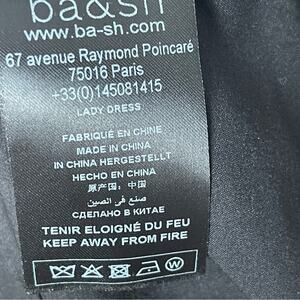 ba&sh
www.ba-sh.com
67 avenue Raymond Poincaré
75016 Paris
+33(0)145081415
LADY DRESS
FABRIQUÉ EN CHINE
MADE IN CHINA
IN CHINA HERGESTELLT
HECHO EN CHINA
原产国：中国
صنع في الصين
СДЕЛАНО В КИТАЕ
TENIR ELOIGNÉ DU FEU
KEEP AWAY FROM FIRE
W